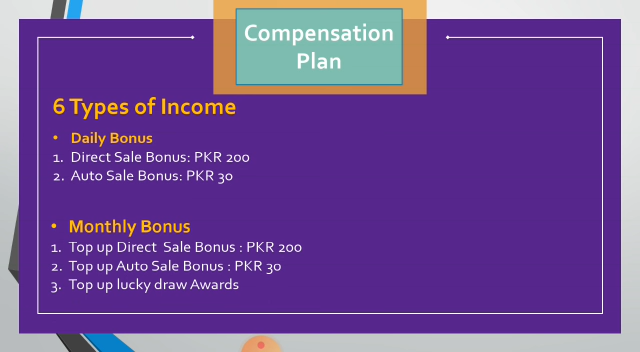 Compensation
Plan
6 Types of Income
• Daily Bonus
1. Direct Sale Bonus: PKR 200
2. Auto Sale Bonus: PKR 30
• Monthly Bonus
1. Top up Direct Sale Bonus : PKR 200
2. Top up Auto Sale Bonus : PKR 30
3. Top up lucky draw Awards